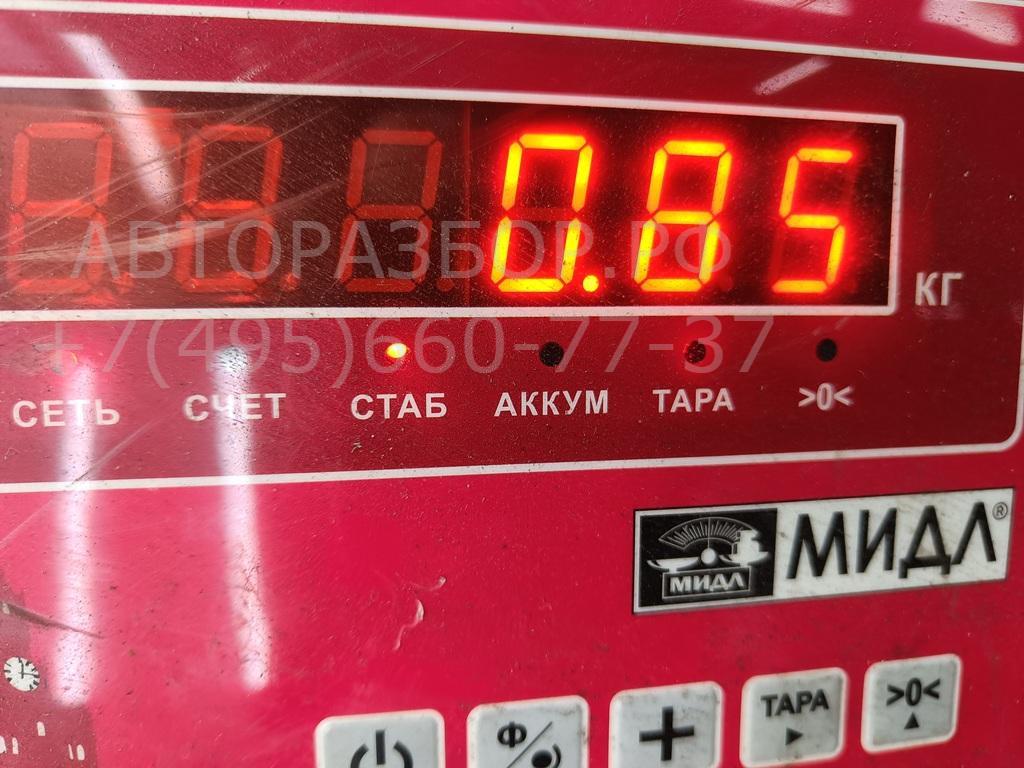 0.85
КГ
АВТОРАЗБОР.РФ
+7(495)660-77-37
СЕТЬ СЧЕТ СТАБ АККУМ ТАРА >0<
МИДЛ МИДЛ®
Ф + ТАРА >0<